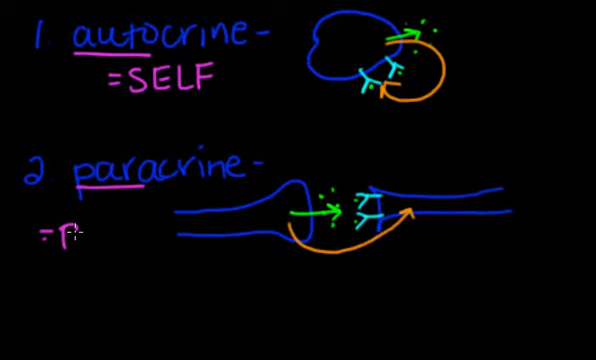 1. autocrine-
=SELF
2 paracrine-
=